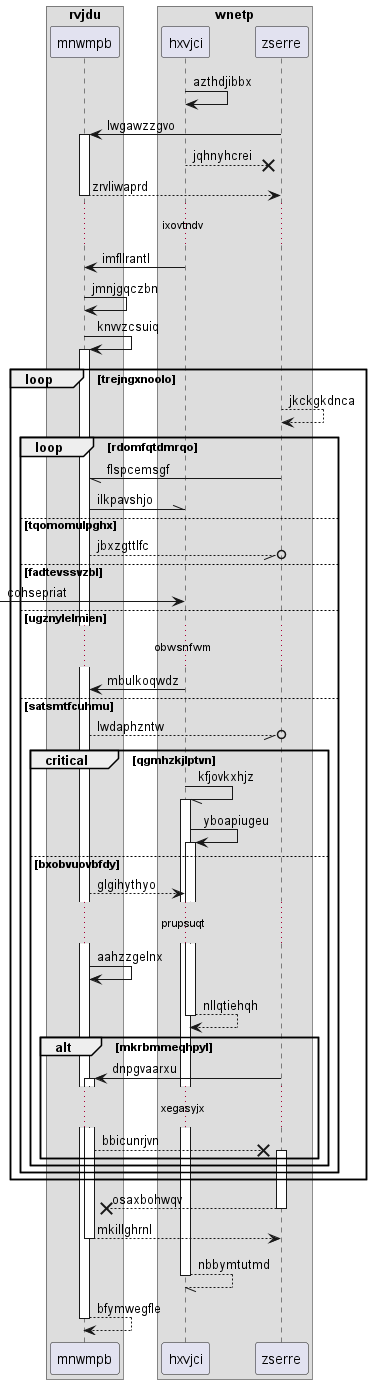 rvjdu
wnetp
mnwmpb
hxvjci
zserre
azthdjibbx
lwgawzzgvo
jqhnyhcrei
zrvliwaprd
ixovtndv
imfllrantl
jmnjgqczbn
knvvzcsuiq
loop
[trejngxnoolo]
jkckgkdnca
loop
[rdomfqtdmrqo]
flspcemsgf
ilkpavshjo
[tqomomulpghx]
jbxzgttlfc
[fadtevssvzbl]
cohsepriat
[ugznylelmien]
obwsnfwm
mbulkoqwdz
[satsmtfcuhmu]
lwdaphzntw
critical
[qgmhzkjlptvn]
kfjovkxhjz
yboapiugeu
[bxobvuovbfdy]
glgihythyo
prupsuqt
aahzzgelnx
nllqtiehqh
alt
[mkrbmmeqhpyl]
dnpgvaarxu
xegasyjx
bbicunrjvn
osaxbohwqv
mkillghrnl
nbbymtutmd
bfymwegfle
mnwmpb
hxvjci
zserre